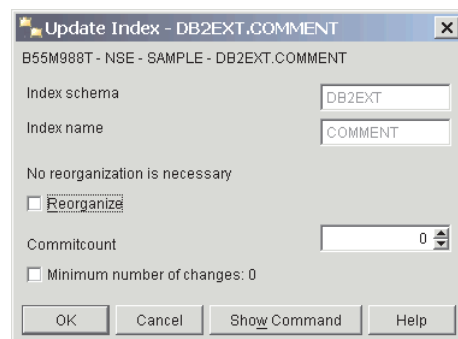 Update Index - DB2EXT.COMMENT
B55M988T - NSE - SAMPLE - DB2EXT.COMMENT
Index schema DB2EXT
Index name COMMENT
No reorganization is necessary
Reorganize
Commitcount 0
Minimum number of changes: 0
OK Cancel Show Command Help